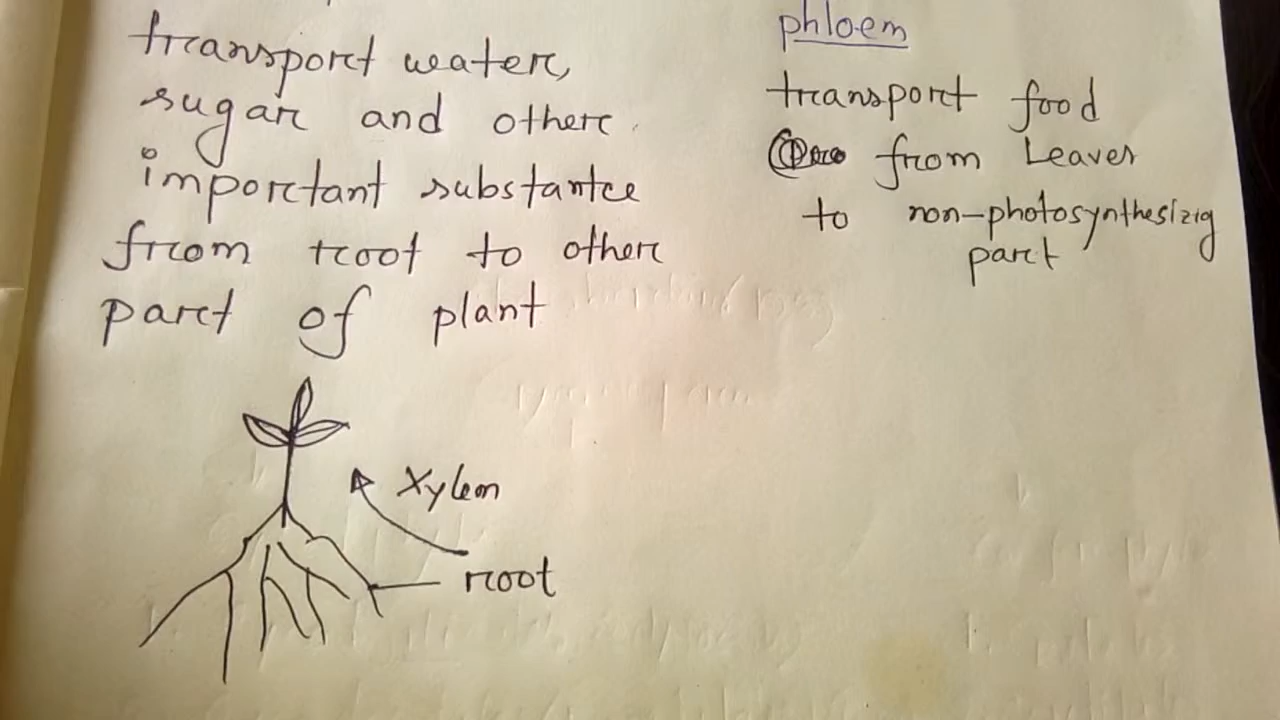 transport water,
sugar and other
important substance
from root to other
part of plant
Xylem
root
phloem
transport food
from Leaves
to non-photosynthesizig
part